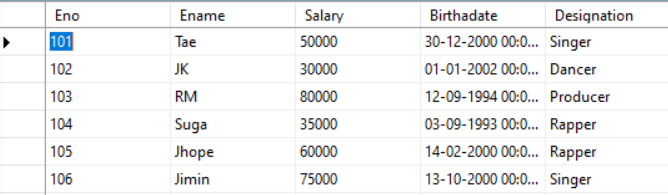 Eno Ename Salary Birthadate Designation
101 Tae 50000 30-12-2000 00:0... Singer
102 JK 30000 01-01-2002 00:0... Dancer
103 RM 80000 12-09-1994 00:0... Producer
104 Suga 35000 03-09-1993 00:0... Rapper
105 Jhope 60000 14-02-2000 00:0... Rapper
106 Jimin 75000 13-10-2000 00:0... Singer